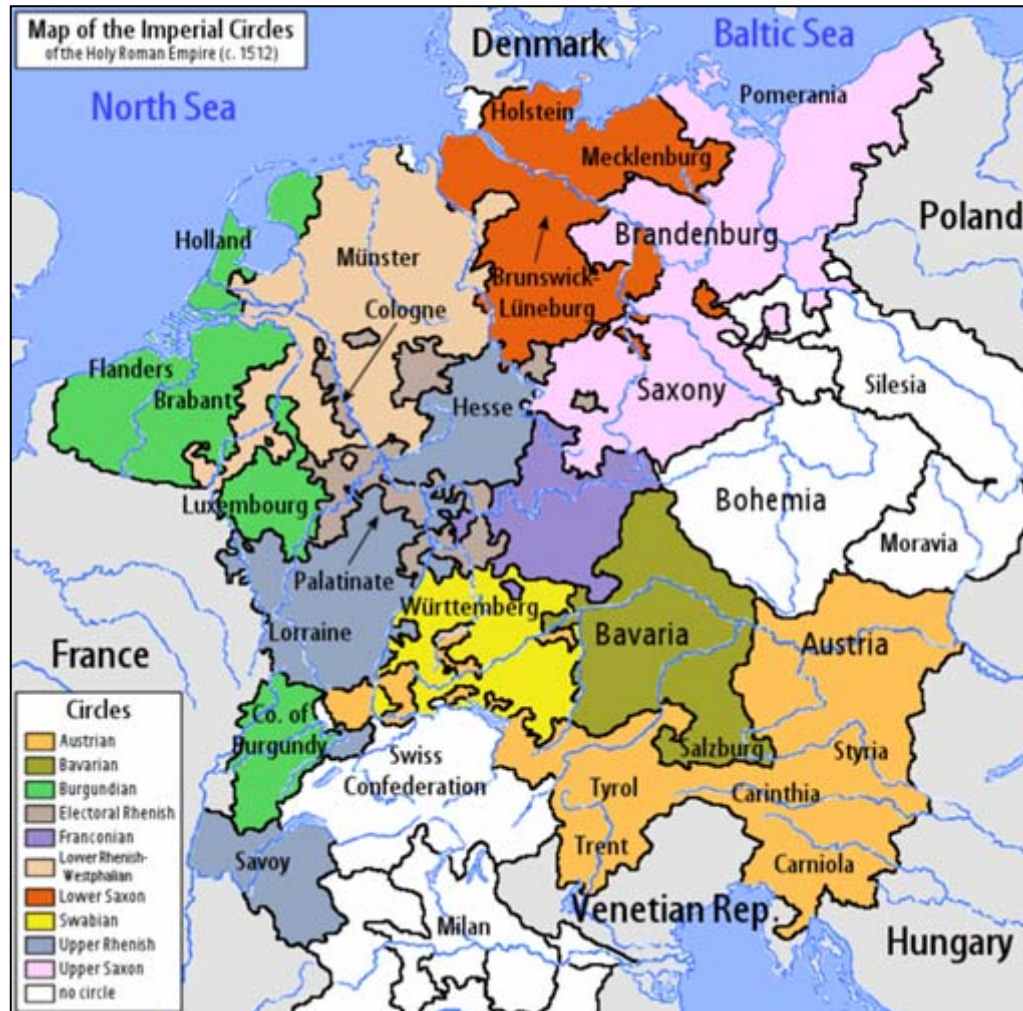 Map of the Imperial Circles
of the Holy Roman Empire (c. 1512)
Denmark
Baltic Sea
North Sea
Pomerania
Holstein
Mecklenburg
Poland
Holland
Brandenburg
Münster
Brunswick-
Lüneburg
Cologne
Flanders
Brabant
Hesse
Saxony
Silesia
Luxembourg
Bohemia
Moravia
Palatinate
Württemberg
Lorraine
Bavaria
Austria
France
Co. of
Burgundy
Swiss
Confederation
Salzburg
Styria
Tyrol
Carinthia
Trent
Savoy
Carniola
Milan
Venetian Rep.
Hungary
Circles
Austrian
Bavarian
Burgundian
Electoral Rhenish
Franconian
Lower Rhenish-
Westphalian
Lower Saxon
Swabian
Upper Rhenish
Upper Saxon
no circle